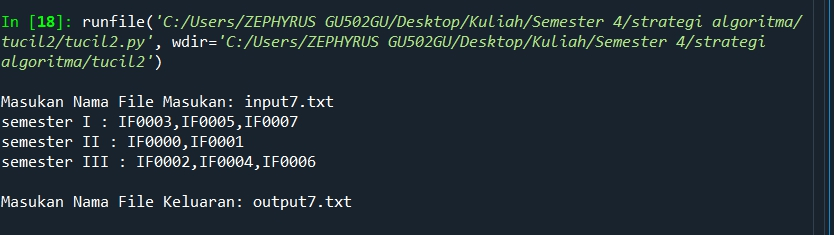 In [18]: runfile('C:/Users/ZEPHYRUS GU502GU/Desktop/Kuliah/Semester 4/strategi algoritma/
tucil2/tucil2.py', wdir='C:/Users/ZEPHYRUS GU502GU/Desktop/Kuliah/Semester 4/strategi
algoritma/tucil2')
Masukan Nama File Masukan: input7.txt
semester I : IF0003,IF0005,IF0007
semester II : IF0000,IF0001
semester III : IF0002,IF0004,IF0006
Masukan Nama File Keluaran: output7.txt